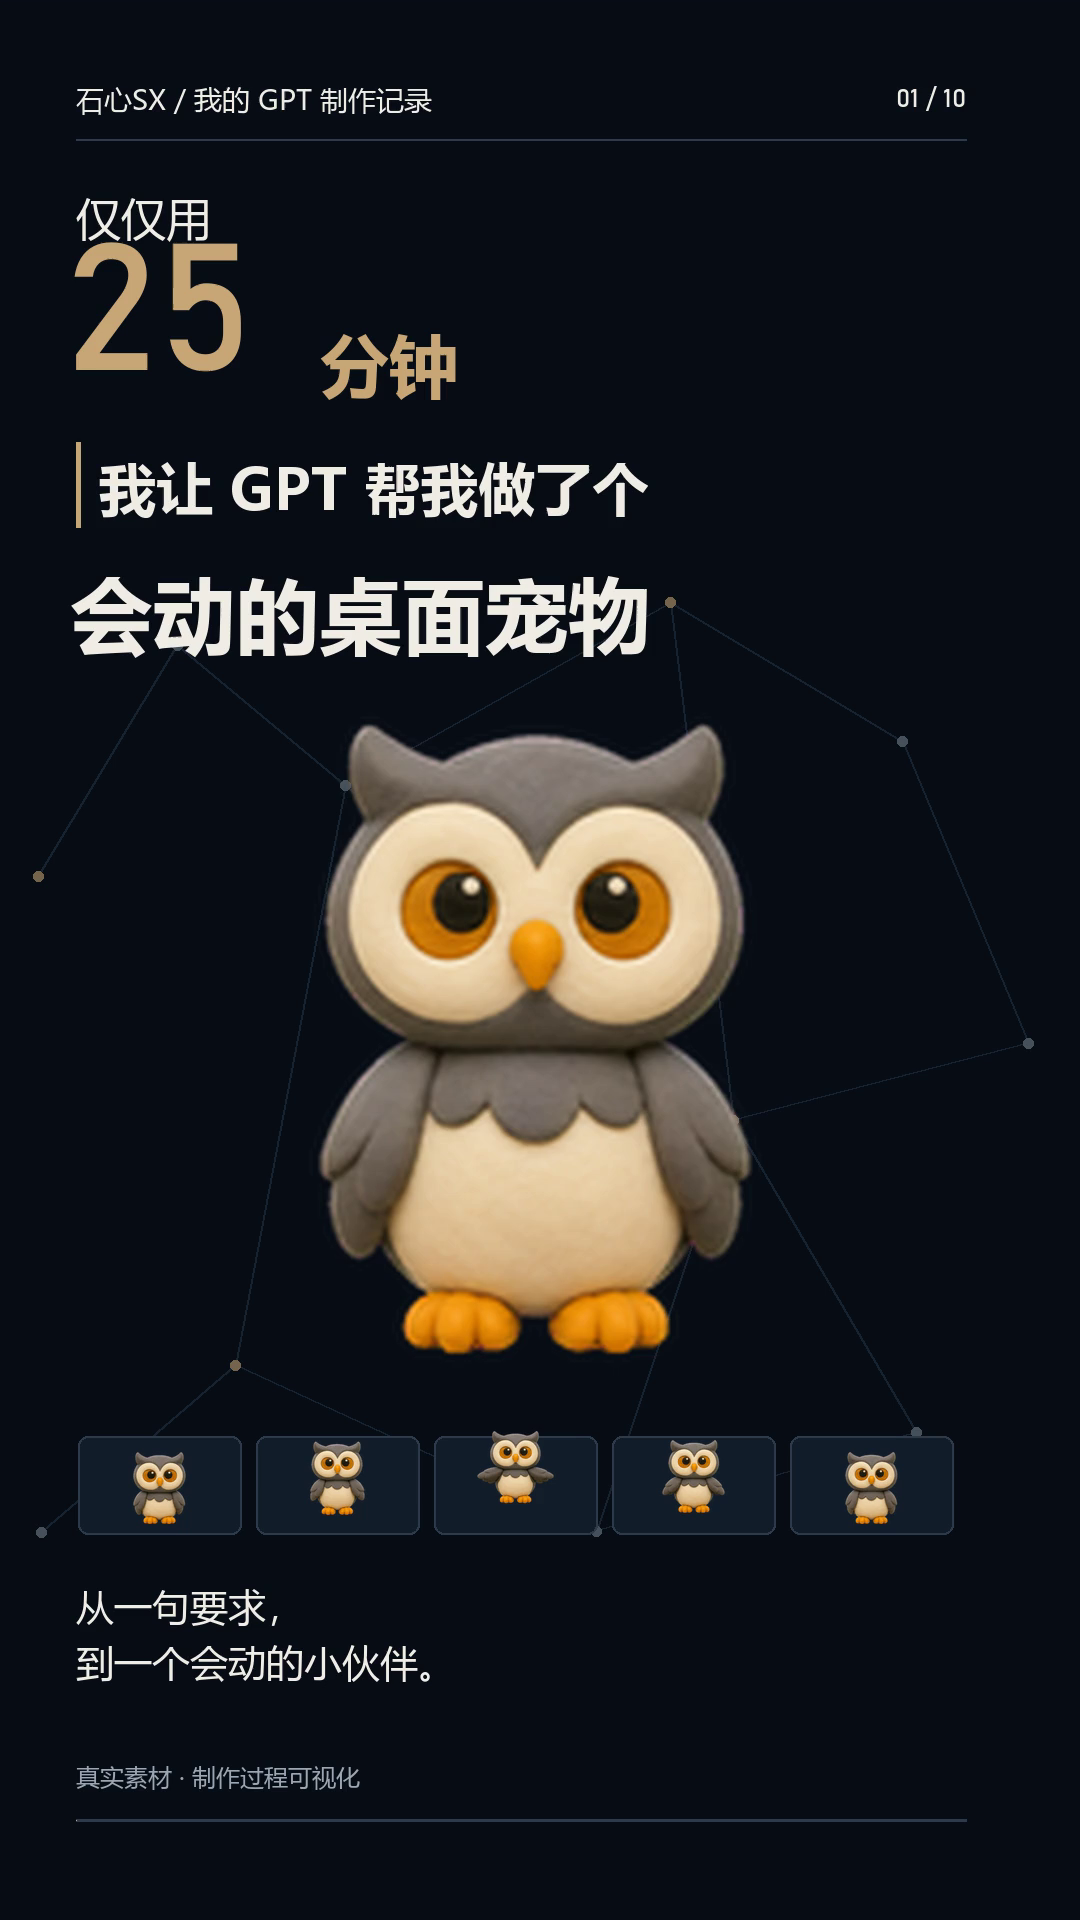 石心SX / 我的 GPT 制作记录
01 / 10
仅仅用
25 分钟
我让 GPT 帮我做了个
会动的桌面宠物
从一句要求，
到一个会动的小伙伴。
真实素材 · 制作过程可视化